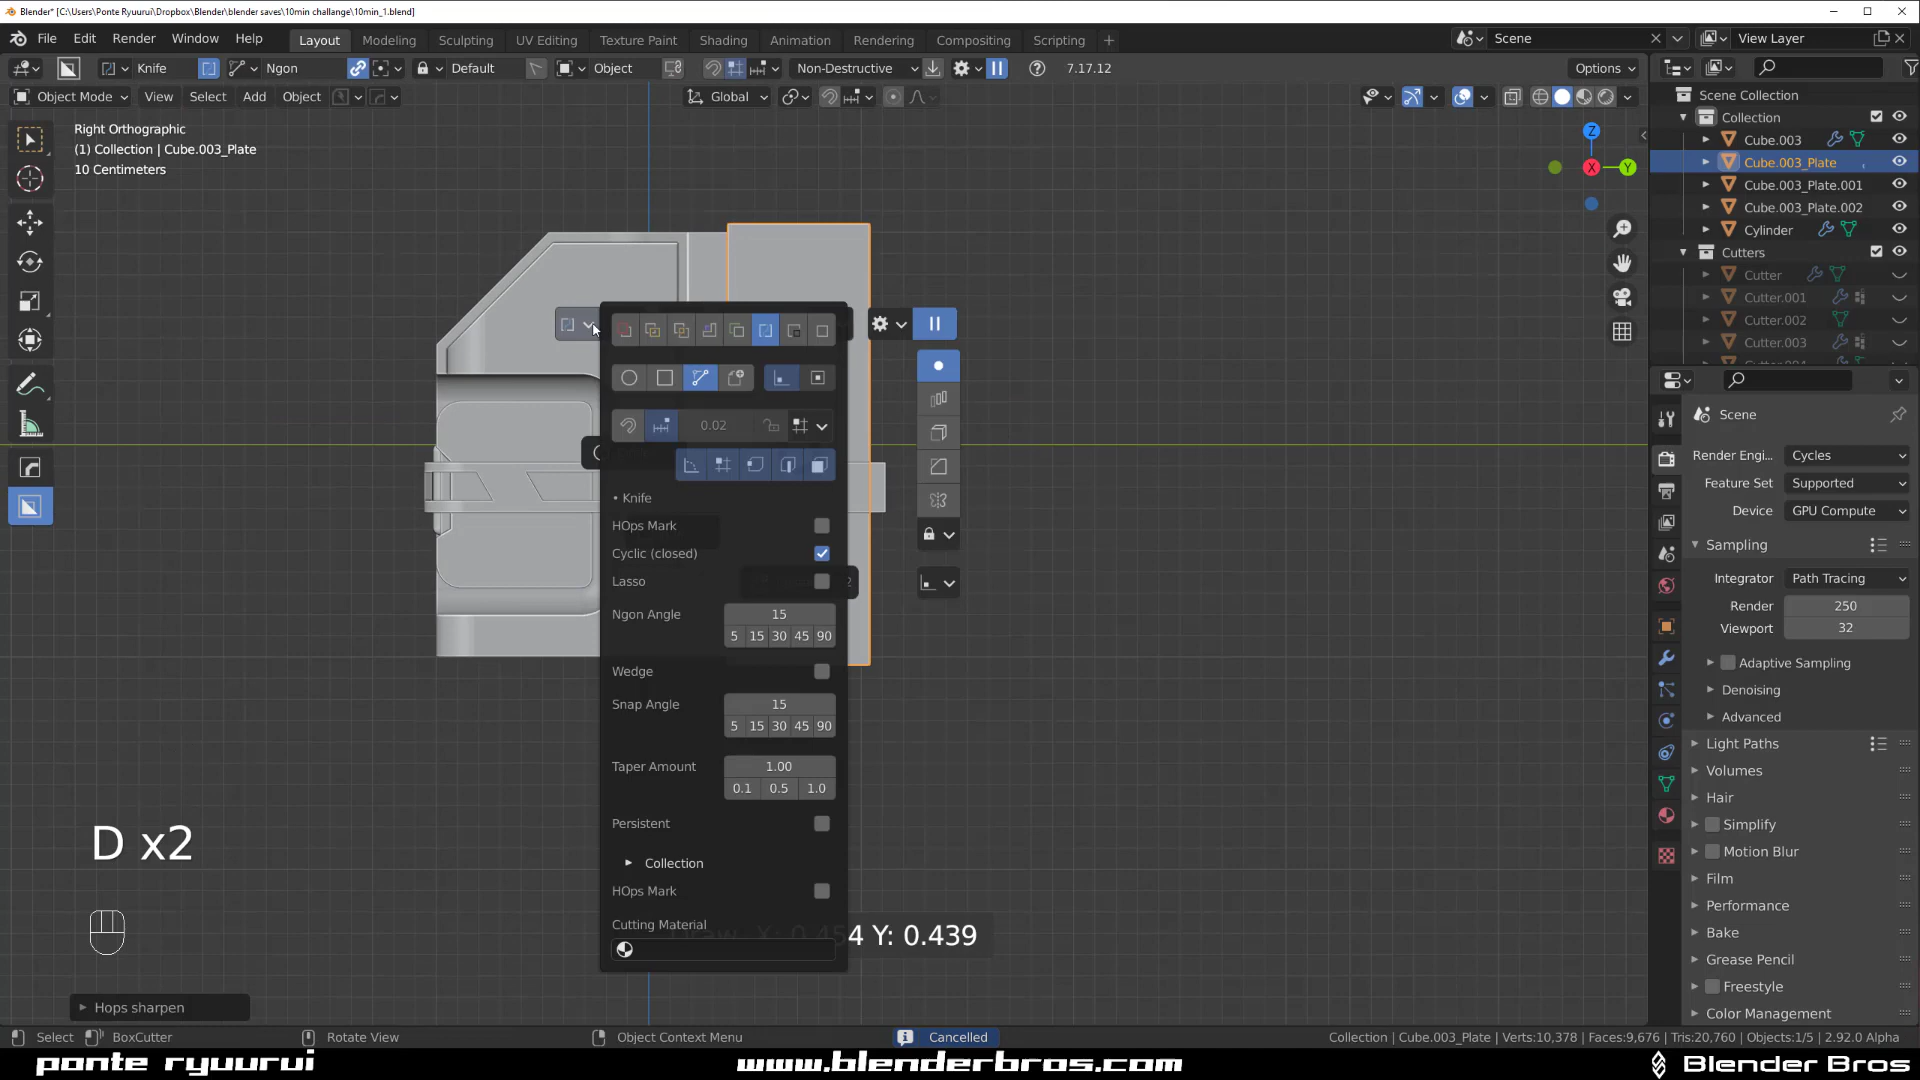 Blender* [C:\Users\Ponte Ryuurui\Dropbox\Blender\blender saves\10min challange\10min_1.blend]
File Edit Render Window Help Layout Modeling Sculpting UV Editing Texture Paint Shading Animation Rendering Compositing Scripting + Scene View Layer
Knife Ngon Default Object Non-Destructive 7.17.12 Options
Object Mode View Select Add Object Global
Right Orthographic
(1) Collection | Cube.003_Plate
10 Centimeters
Z
X
Y
Scene Collection
Collection
Cube.003
Cube.003_Plate
Cube.003_Plate.001
Cube.003_Plate.002
Cylinder
Cutters
Cutter
Cutter.001
Cutter.002
Cutter.003
0.02
• Knife
HOps Mark
Cyclic (closed)
Lasso
2
Ngon Angle 15
5 15 30 45 90
Wedge
Snap Angle 15
5 15 30 45 90
Taper Amount 1.00
0.1 0.5 1.0
Persistent
Collection
HOps Mark
Cutting Material
4 Y: 0.439
D x2
Hops sharpen
Scene
Render Engi... Cycles
Feature Set Supported
Device GPU Compute
Sampling
Integrator Path Tracing
Render 250
Viewport 32
Adaptive Sampling
Denoising
Advanced
Light Paths
Volumes
Hair
Simplify
Motion Blur
Film
Performance
Bake
Grease Pencil
Freestyle
Color Management
Select BoxCutter Rotate View Object Context Menu Cancelled Collection | Cube.003_Plate | Verts:10,378 | Faces:9,676 | Tris:20,760 | Objects:1/5 | 2.92.0 Alpha
ponte ryuurui www.blenderbros.com Blender Bros